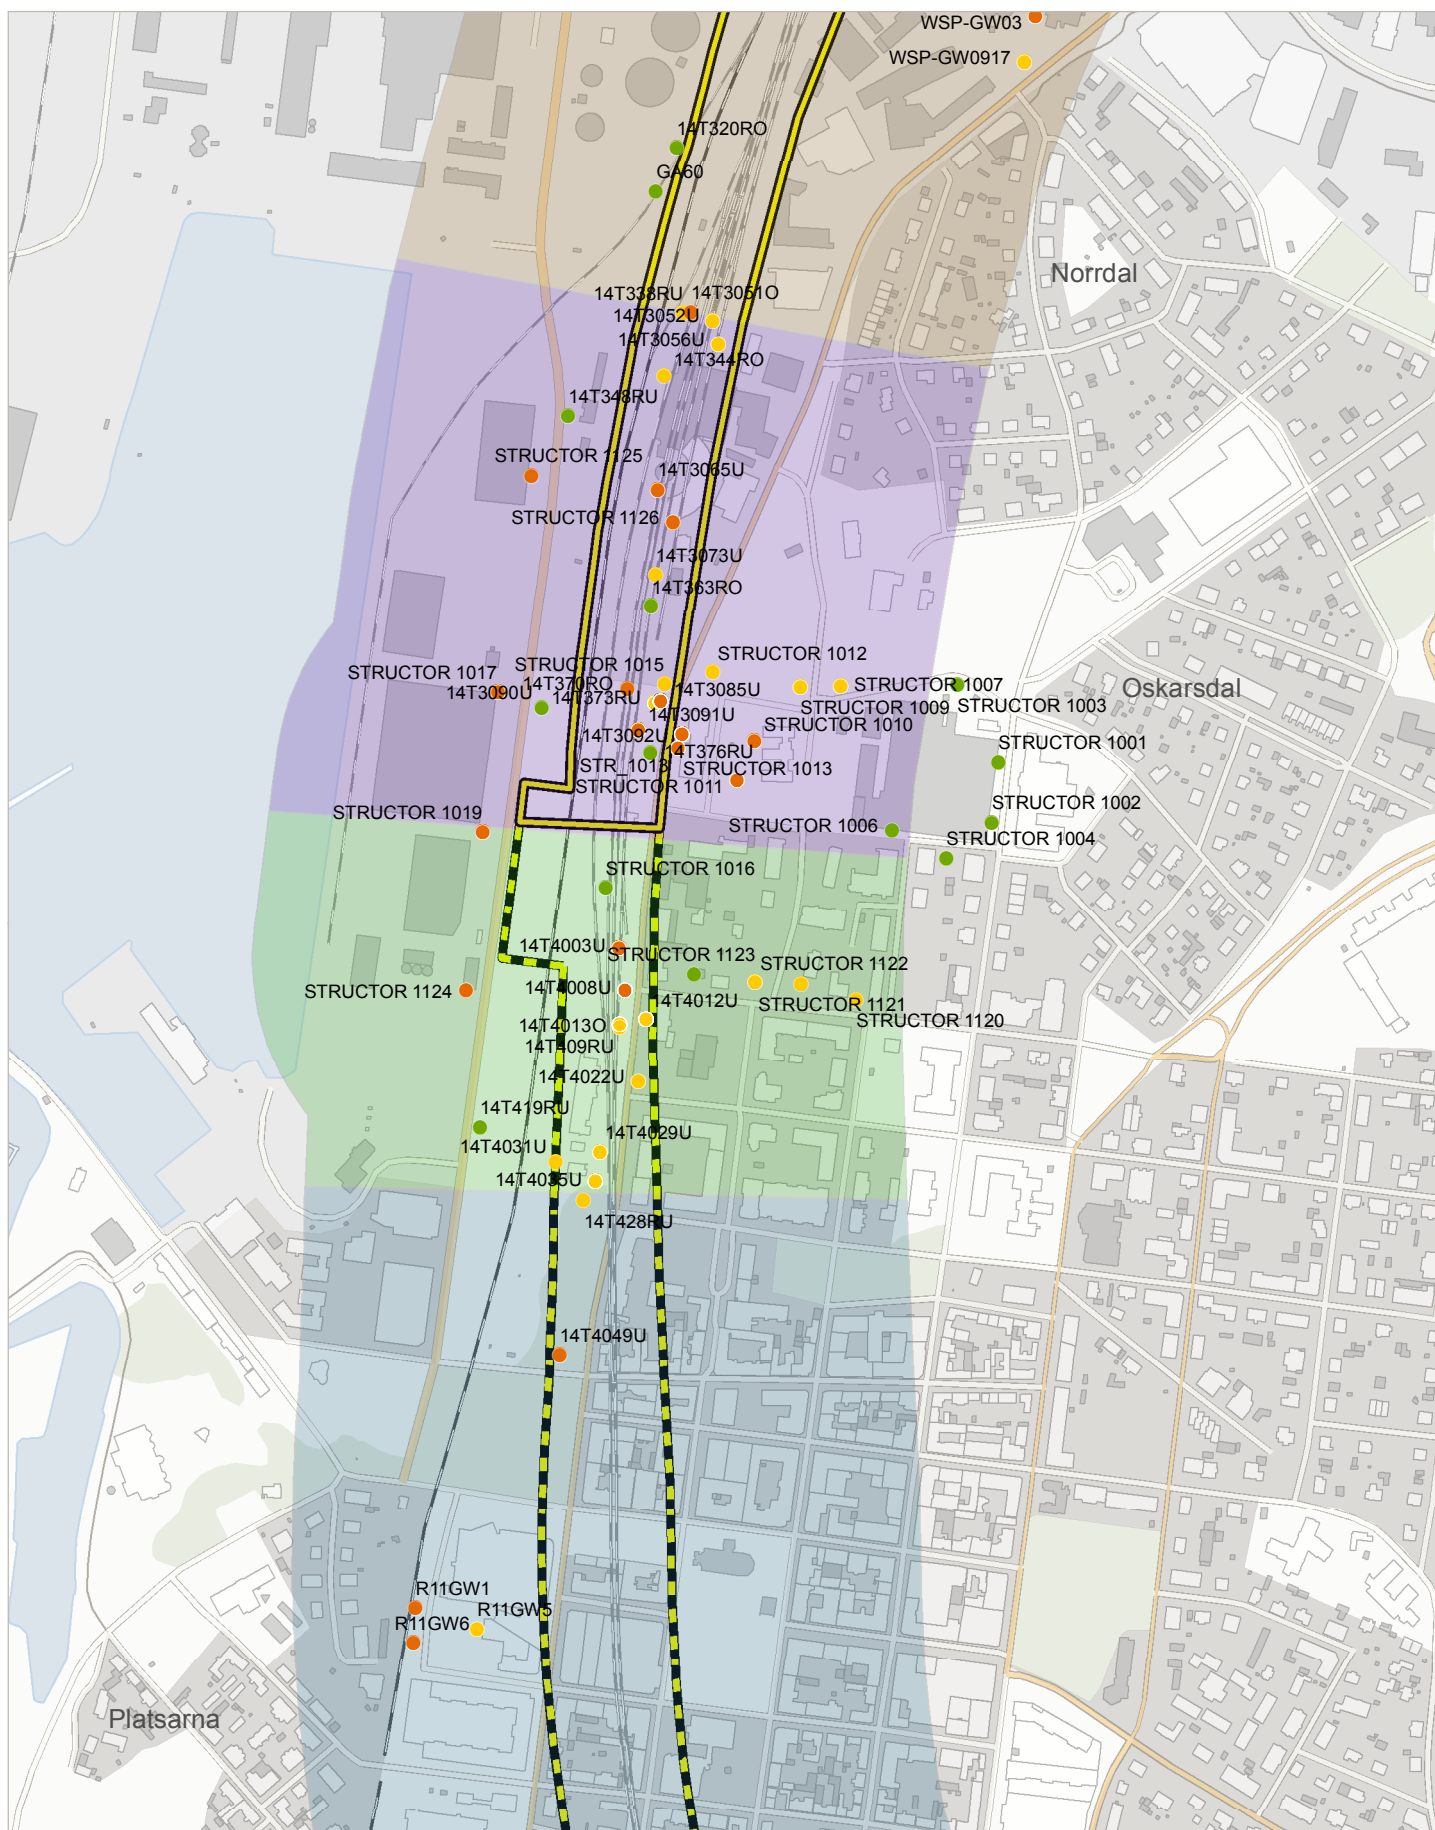 WSP-GW03
WSP-GW0917
14T320RO
GA60
Norrdal
14T338RU
14T3051O
14T3052U
14T3056U
14T344RO
14T348RU
STRUCTOR 1125
14T3065U
STRUCTOR 1126
14T3073U
14T363RO
STRUCTOR 1012
STRUCTOR 1015
STRUCTOR 1017
14T370RO
14T3085U
STRUCTOR 1007
Oskarsdal
14T3090U
14T373RU
STRUCTOR 1009
STRUCTOR 1003
14T3091U
STRUCTOR 1010
14T3092U
14T376RU
STRUCTOR 1001
STR_1013
STRUCTOR 1013
STRUCTOR 1011
STRUCTOR 1019
STRUCTOR 1006
STRUCTOR 1002
STRUCTOR 1004
STRUCTOR 1016
14T4003U
STRUCTOR 1123
STRUCTOR 1122
STRUCTOR 1124
14T4008U
14T4012U
STRUCTOR 1121
STRUCTOR 1120
14T4013O
14T409RU
14T4022U
14T419RU
14T4029U
14T4031U
14T4035U
14T428RU
14T4049U
R11GW1
R11GW5
R11GW6
Platsarna